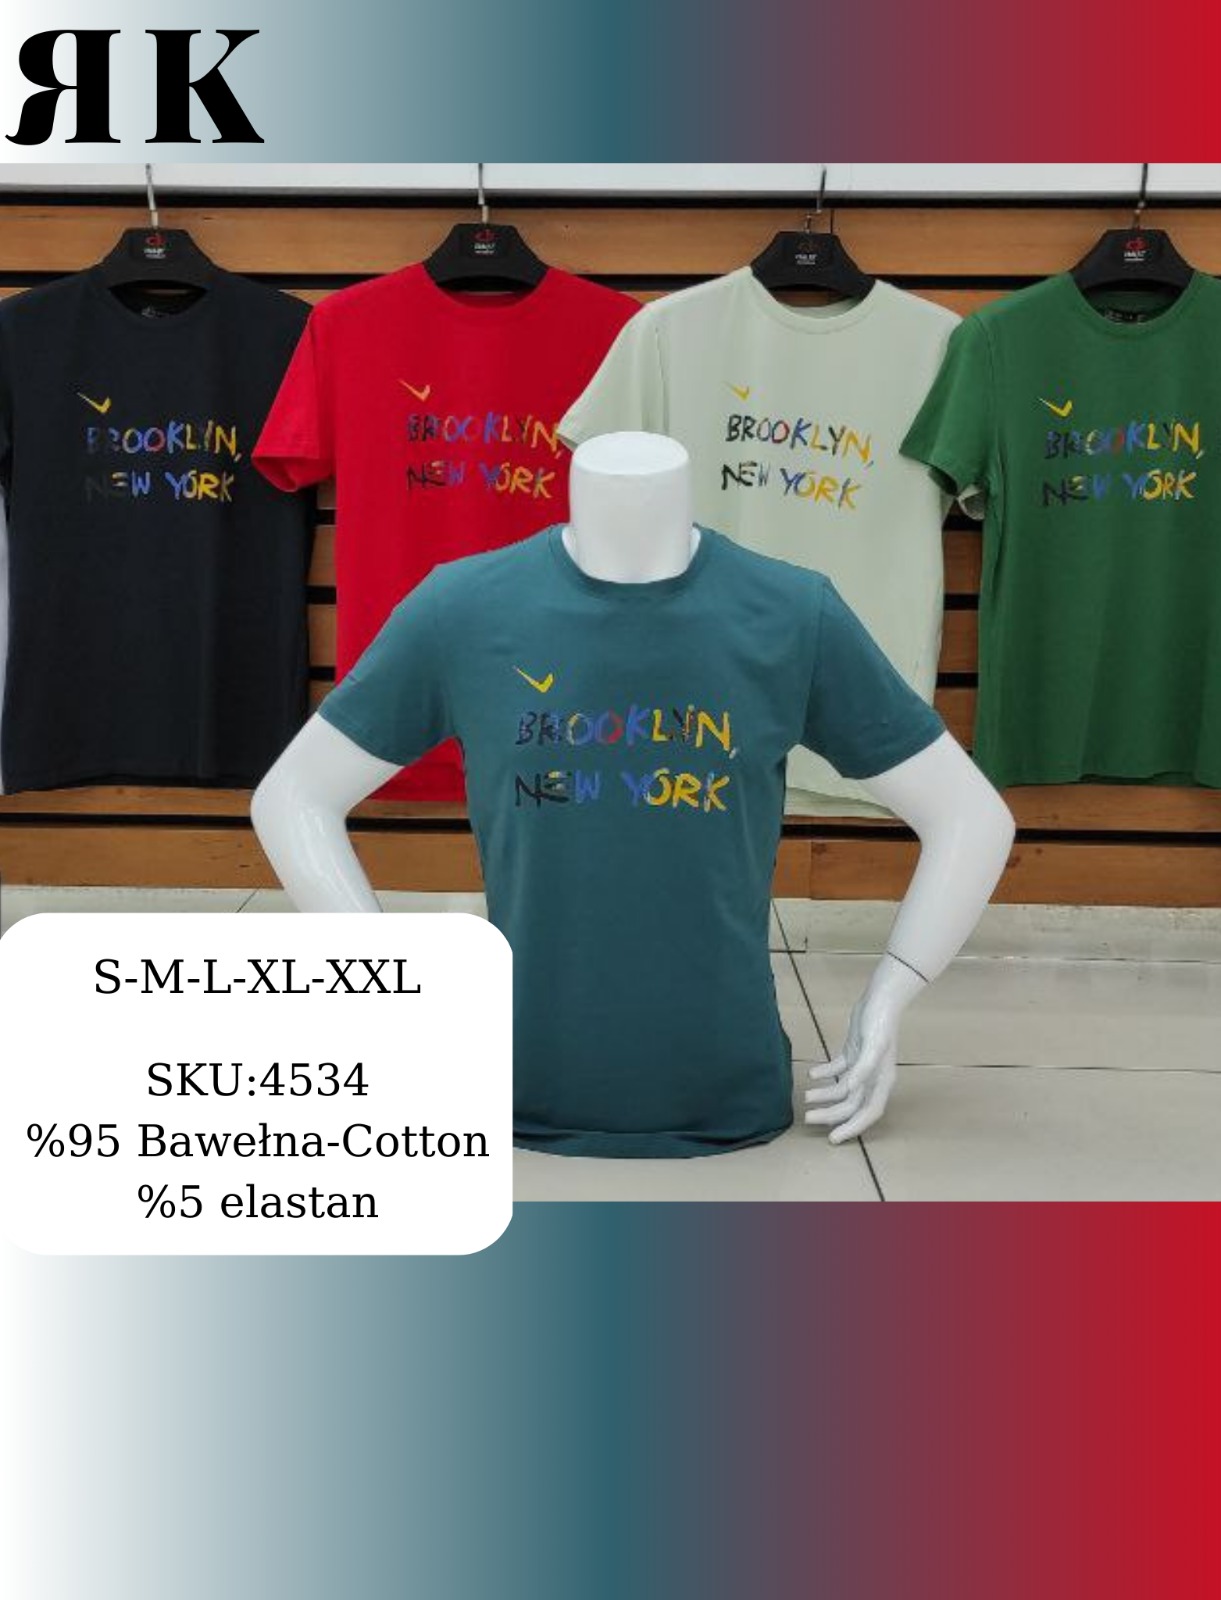 ЯK
BROOKLYN,
NEW YORK
BROOKLYN,
NEW YORK
BROOKLYN,
NEW YORK
BROOKLYN,
NEW YORK
BROOKLYN,
NEW YORK
S-M-L-XL-XXL
SKU:4534
%95 Bawełna-Cotton
%5 elastan